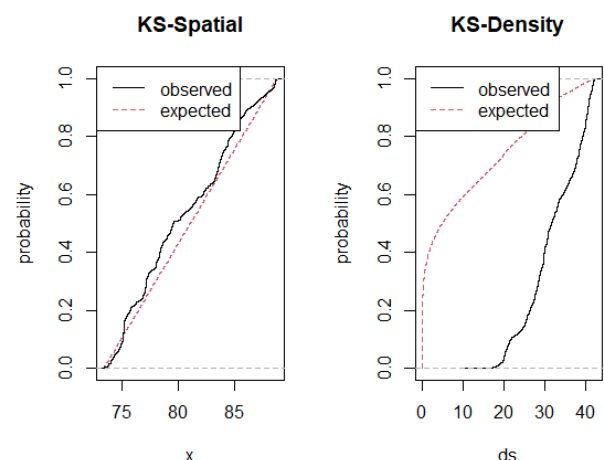 KS-Spatial
observed
expected
probability
0.0
0.2
0.4
0.6
0.8
1.0
75
80
85
x
KS-Density
observed
expected
probability
0.0
0.2
0.4
0.6
0.8
1.0
0
10
20
30
40
ds